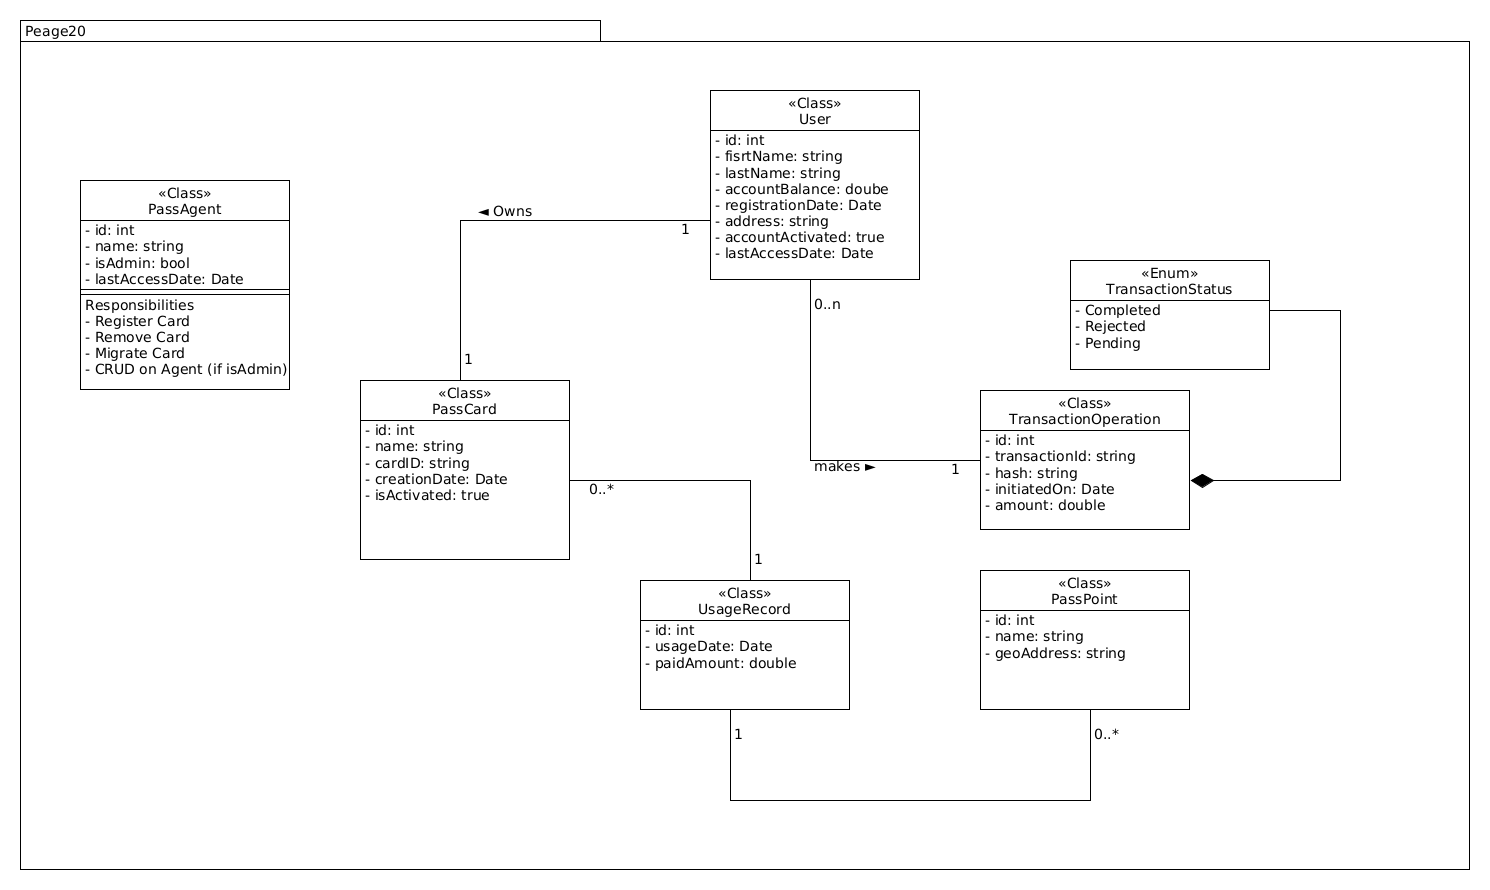 Peage20
«Class»
User
- id: int
- fisrtName: string
- lastName: string
- accountBalance: doube
- registrationDate: Date
- address: string
- accountActivated: true
- lastAccessDate: Date
«Class»
PassAgent
- id: int
- name: string
- isAdmin: bool
- lastAccessDate: Date
Responsibilities
- Register Card
- Remove Card
- Migrate Card
- CRUD on Agent (if isAdmin)
◄ Owns
1
1
«Enum»
TransactionStatus
- Completed
- Rejected
- Pending
0..n
makes ►
1
«Class»
PassCard
- id: int
- name: string
- cardID: string
- creationDate: Date
- isActivated: true
«Class»
TransactionOperation
- id: int
- transactionId: string
- hash: string
- initiatedOn: Date
- amount: double
0..*
1
«Class»
UsageRecord
- id: int
- usageDate: Date
- paidAmount: double
«Class»
PassPoint
- id: int
- name: string
- geoAddress: string
1
0..*